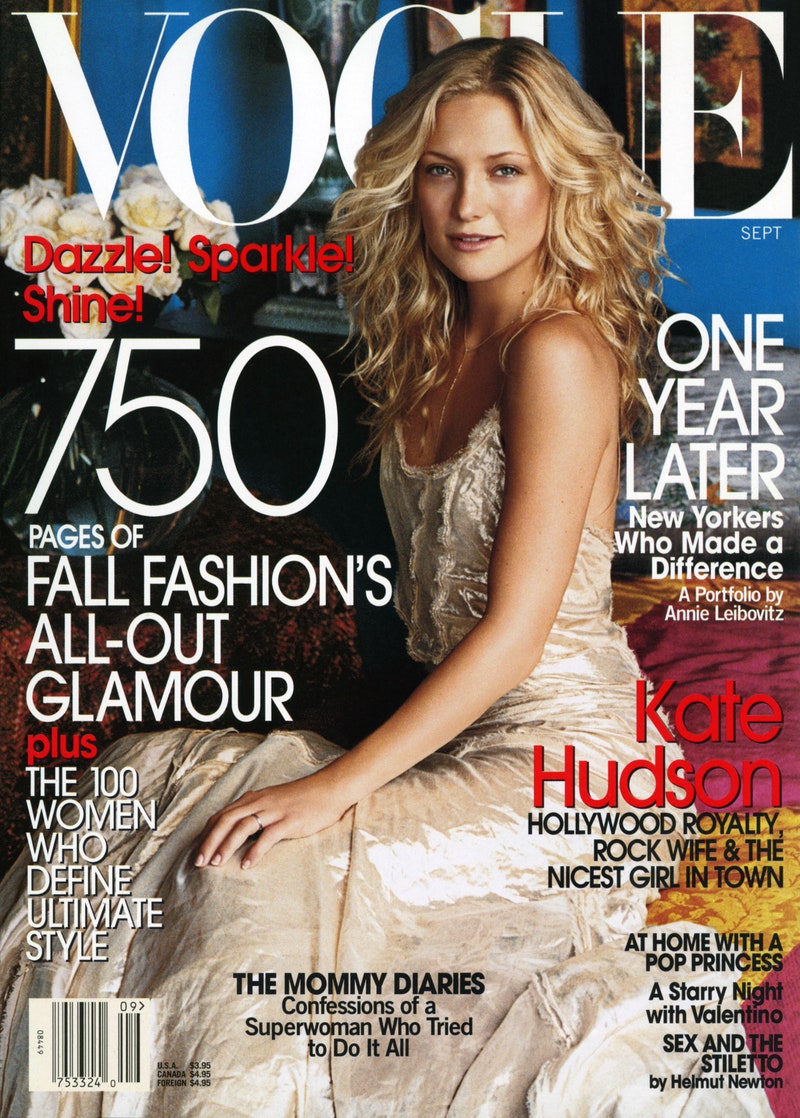 VOGUE
SEPT
Dazzle! Sparkle!
Shine!
750
PAGES OF
FALL FASHION'S
ALL-OUT
GLAMOUR
plus
THE 100
WOMEN
WHO
DEFINE
ULTIMATE
STYLE
ONE
YEAR
LATER
New Yorkers
Who Made a
Difference
A Portfolio by
Annie Leibovitz
Kate
Hudson
HOLLYWOOD ROYALTY,
ROCK WIFE & THE
NICEST GIRL IN TOWN
AT HOME WITH A
POP PRINCESS
A Starry Night
with Valentino
SEX AND THE
STILETTO
by Helmut Newton
THE MOMMY DIARIES
Confessions of a
Superwoman Who Tried
to Do It All
09>
08449
7 53324 0
U.S.A. $3.95
CANADA $4.95
FOREIGN $4.95